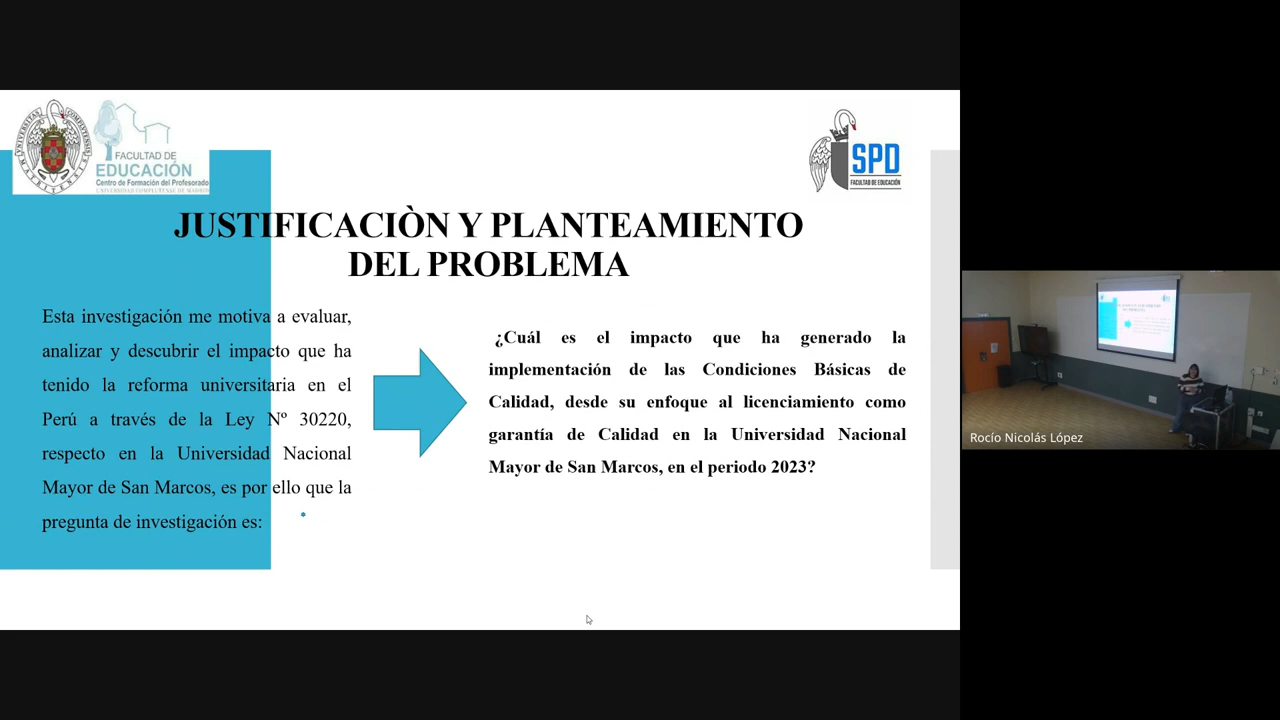 UNIVERSITAS COMPLUTENSIS
MATRITENSIS
FACULTAD DE
EDUCACIÓN
Centro de Formación del Profesorado
UNIVERSIDAD COMPLUTENSE DE MADRID
SPD
FACULTAD DE EDUCACIÓN
JUSTIFICACIÒN Y PLANTEAMIENTO
DEL PROBLEMA
Esta investigación me motiva a evaluar,
analizar y descubrir el impacto que ha
tenido la reforma universitaria en el
Perú a través de la Ley Nº 30220,
respecto en la Universidad Nacional
Mayor de San Marcos, es por ello que la
pregunta de investigación es:
¿Cuál es el impacto que ha generado la
implementación de las Condiciones Básicas de
Calidad, desde su enfoque al licenciamiento como
garantía de Calidad en la Universidad Nacional
Mayor de San Marcos, en el periodo 2023?
Rocío Nicolás López